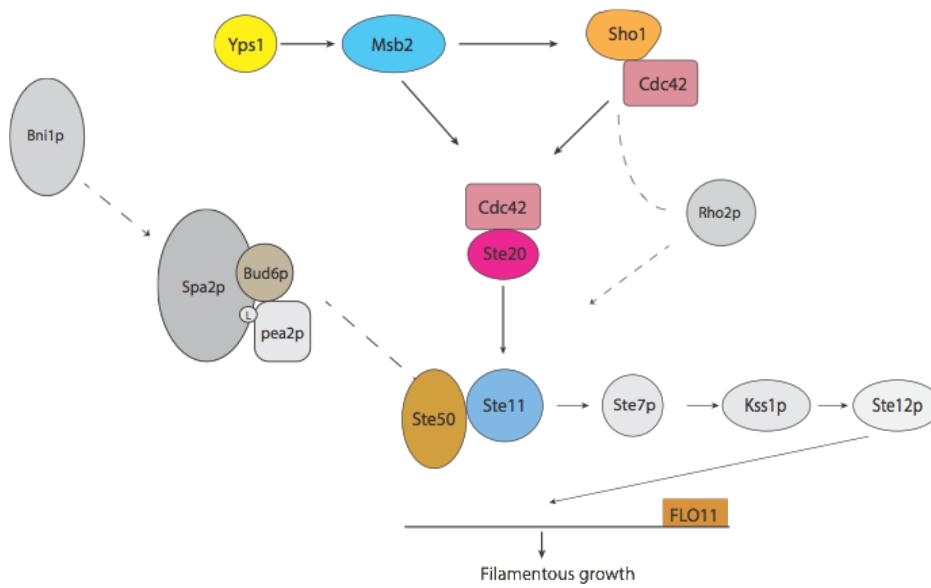 Yps1
Msb2
Sho1
Cdc42
Bni1p
Cdc42
Rho2p
Ste20
Spa2p
Bud6p
L
pea2p
Ste50
Ste11
Ste7p
Kss1p
Ste12p
FLO11
Filamentous growth